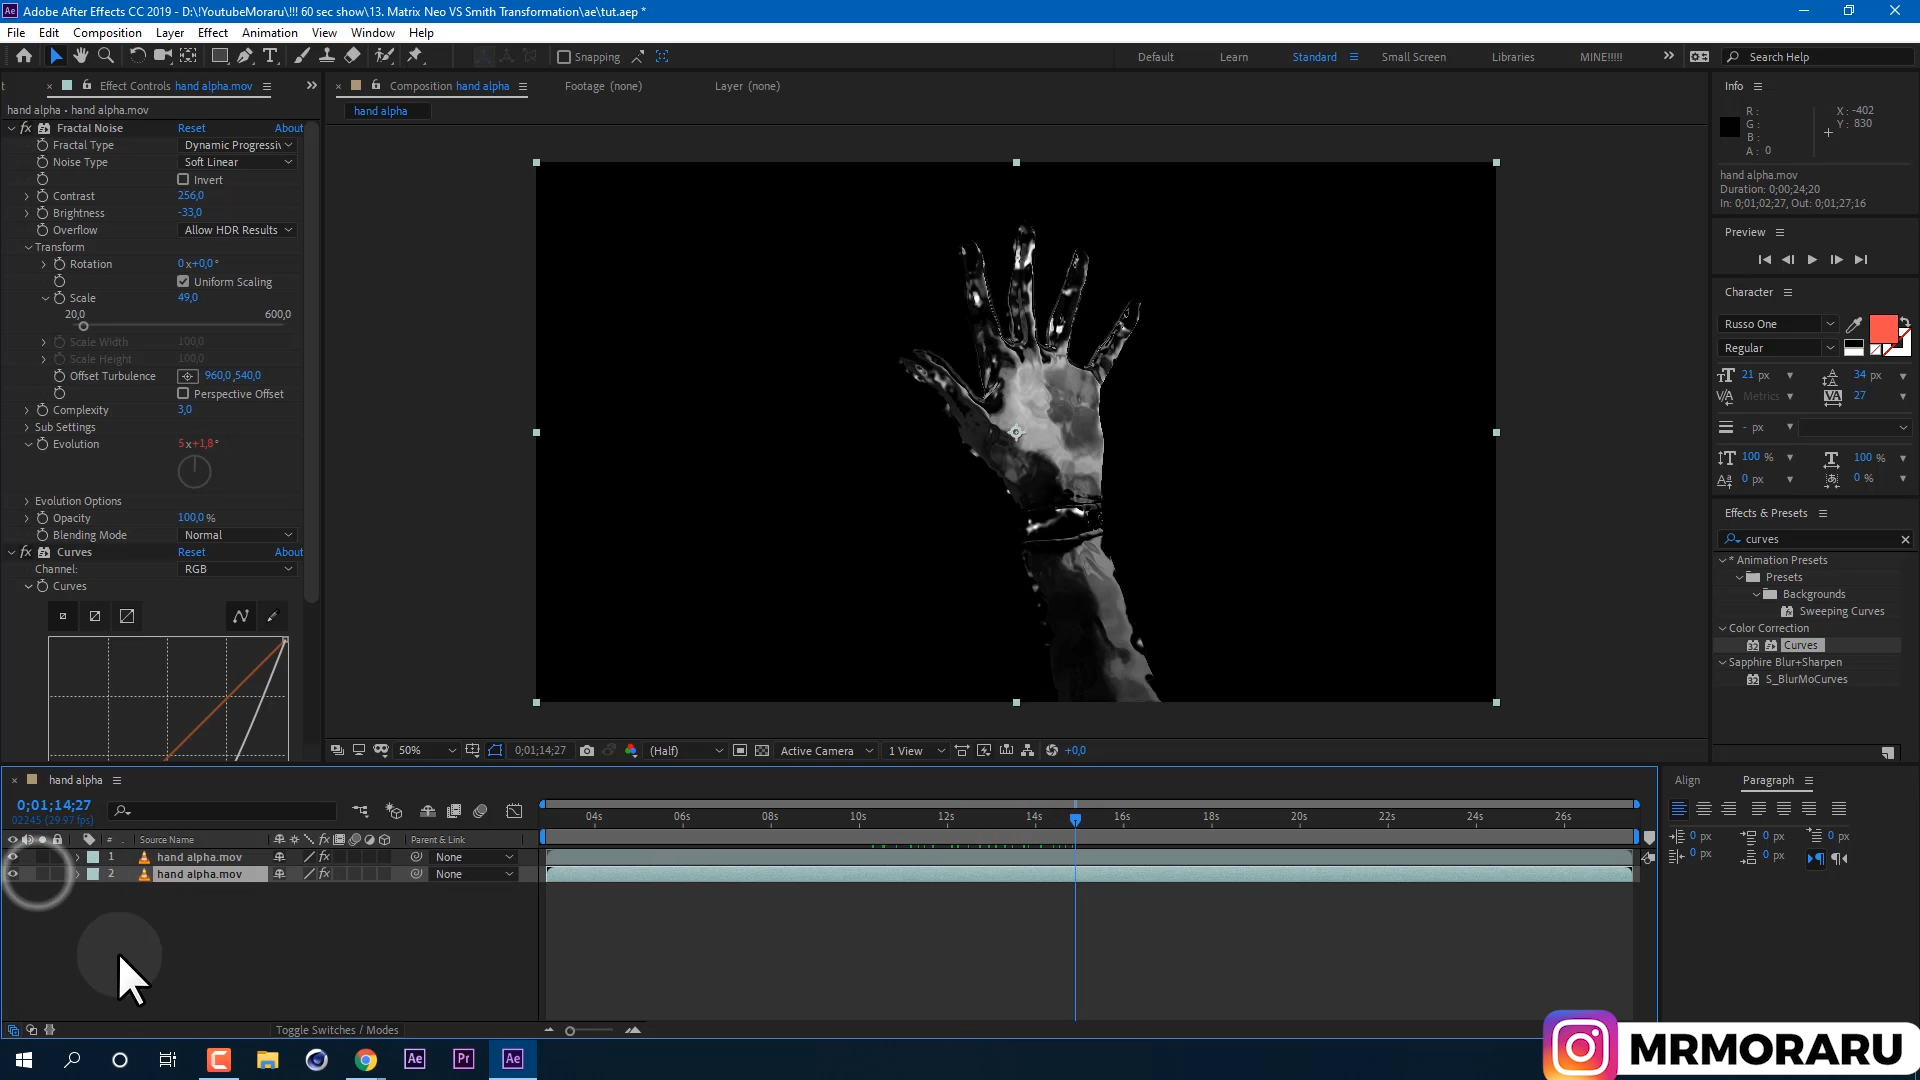 Ae Adobe After Effects CC 2019 - D:\!YoutubeMoraru\!!! 60 sec show\13. Matrix Neo VS Smith Transformation\ae\tut.aep *
File Edit Composition Layer Effect Animation View Window Help
Snapping Default Learn Standard Small Screen Libraries MINE!!!!! Search Help
Effect Controls hand alpha.mov
Composition hand alpha Footage (none) Layer (none)
hand alpha
hand alpha • hand alpha.mov
fx Fractal Noise Reset About
Fractal Type Dynamic Progressiv
Noise Type Soft Linear
Invert
Contrast 256,0
Brightness -33,0
Overflow Allow HDR Results
Transform
Rotation 0x+0,0°
Uniform Scaling
Scale 49,0
20,0 600,0
Scale Width 100,0
Scale Height 100,0
Offset Turbulence 960,0,540,0
Perspective Offset
Complexity 3,0
Sub Settings
Evolution 5x+1,8°
Evolution Options
Opacity 100,0 %
Blending Mode Normal
fx Curves Reset About
Channel: RGB
Curves
50% 0;01;14;27 (Half) Active Camera 1 View +0,0
Info
R : X : -402
G : Y : 830
B :
A : 0
hand alpha.mov
Duration: 0;00;24;20
In: 0;01;02;27, Out: 0;01;27;16
Preview
Character
Russo One
Regular
21 px 34 px
Metrics 27
- px
100 % 100 %
0 px 0 %
Effects & Presets
curves
* Animation Presets
Presets
Backgrounds
Sweeping Curves
Color Correction
32 Curves
Sapphire Blur+Sharpen
32 S_BlurMoCurves
hand alpha
0;01;14;27
02245 (29.97 fps)
# Source Name fx Parent & Link
04s 06s 08s 10s 12s 14s 16s 18s 20s 22s 24s 26s
1 hand alpha.mov fx None
2 hand alpha.mov fx None
Toggle Switches / Modes
Align Paragraph
0 px 0 px 0 px
0 px 0 px
Ae Pr Ae
MRMORARU